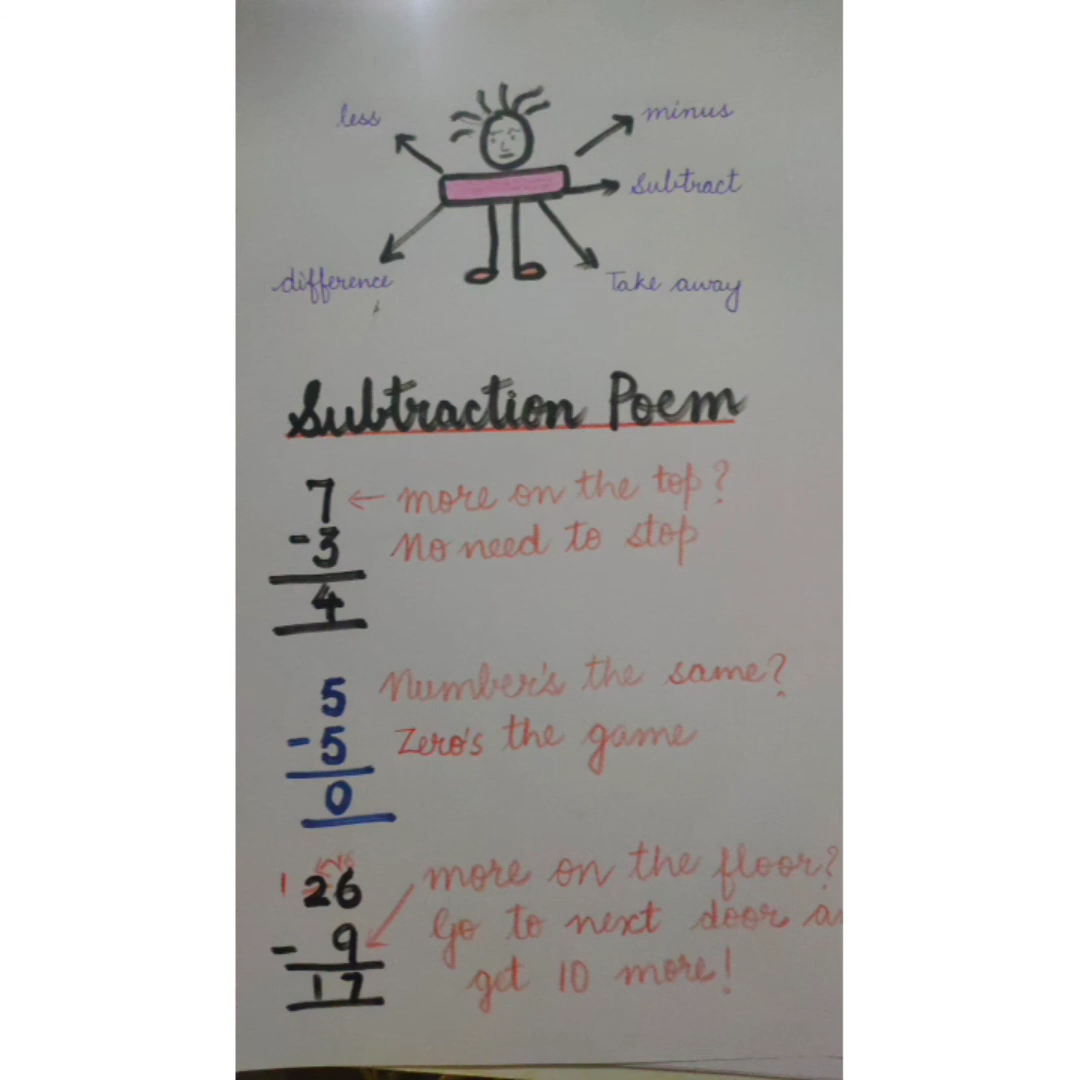 less
minus
subtract
difference
Take away
Subtraction Poem
7 ← more on the top?
-3 No need to stop
4
5 Number's the same?
-5 Zero's the game
0
1
26 more on the floor?
- 9 Go to next door
17 get 10 more!